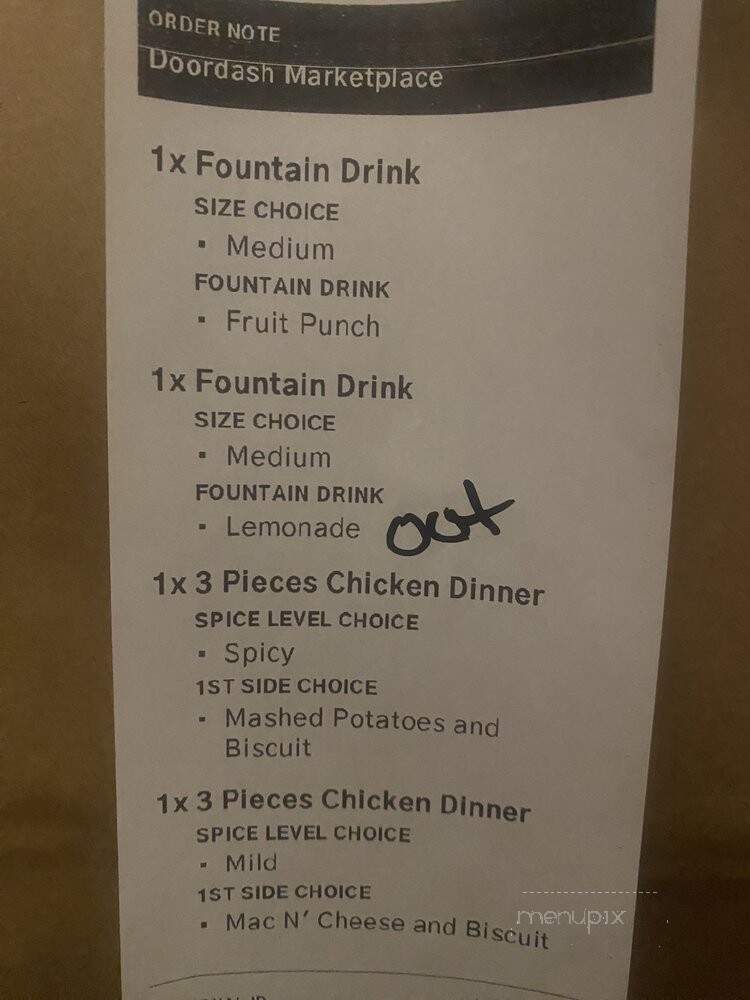 ORDER NOTE
Doordash Marketplace
1x Fountain Drink
SIZE CHOICE
▪ Medium
FOUNTAIN DRINK
▪ Fruit Punch
1x Fountain Drink
SIZE CHOICE
▪ Medium
FOUNTAIN DRINK
▪ Lemonade out
1x 3 Pieces Chicken Dinner
SPICE LEVEL CHOICE
▪ Spicy
1ST SIDE CHOICE
▪ Mashed Potatoes and
Biscuit
1x 3 Pieces Chicken Dinner
SPICE LEVEL CHOICE
▪ Mild
1ST SIDE CHOICE
▪ Mac N' Cheese and Biscuit
menupix